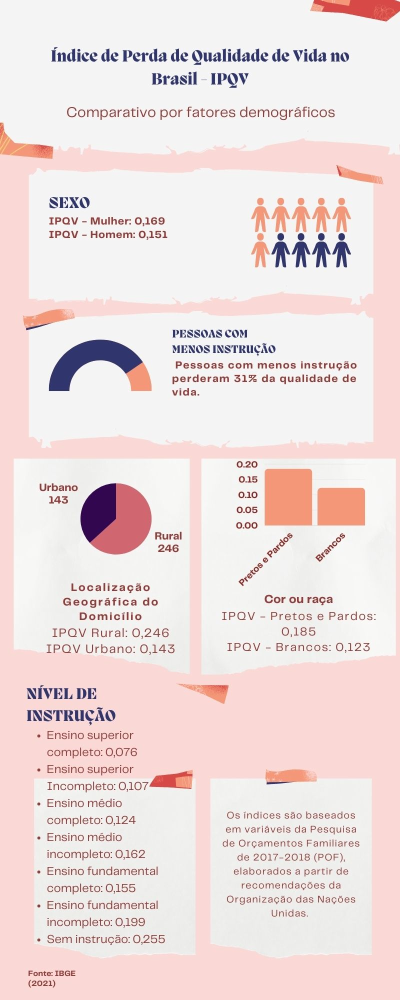 Índice de Perda de Qualidade de Vida no
Brasil - IPQV
Comparativo por fatores demográficos
SEXO
IPQV - Mulher: 0,169
IPQV - Homem: 0,151
PESSOAS COM
MENOS INSTRUÇÃO
Pessoas com menos instrução
perderam 31% da qualidade de
vida.
Urbano
143
Rural
246
Localização
Geográfica do
Domicílio
IPQV Rural: 0,246
IPQV Urbano: 0,143
0.20
0.15
0.10
0.05
0.00
Pretos e Pardos
Brancos
Cor ou raça
IPQV - Pretos e Pardos:
0,185
IPQV - Brancos: 0,123
NÍVEL DE
INSTRUÇÃO
• Ensino superior
completo: 0,076
• Ensino superior
Incompleto: 0,107
• Ensino médio
completo: 0,124
• Ensino médio
incompleto: 0,162
• Ensino fundamental
completo: 0,155
• Ensino fundamental
incompleto: 0,199
• Sem instrução: 0,255
Os índices são baseados
em variáveis da Pesquisa
de Orçamentos Familiares
de 2017-2018 (POF),
elaborados a partir de
recomendações da
Organização das Nações
Unidas.
Fonte: IBGE
(2021)